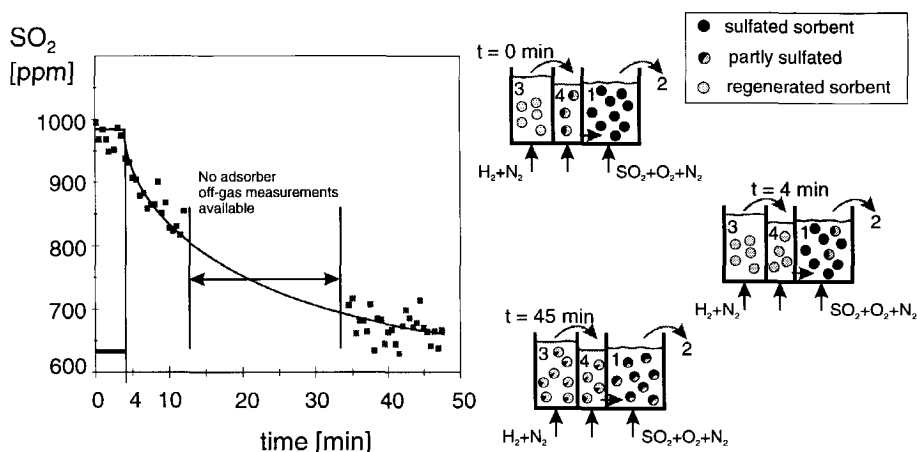 SO2
[ppm]
1000
900
800
700
600
0
4
10
20
30
40
50
time [min]
No adsorber
off-gas measurements
available
t = 0 min
3
4
1
2
H2+N2
SO2+O2+N2
sulfated sorbent
partly sulfated
regenerated sorbent
t = 4 min
3
4
1
2
H2+N2
SO2+O2+N2
t = 45 min
3
4
1
2
H2+N2
SO2+O2+N2